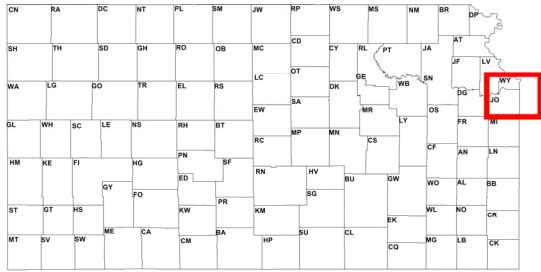 CN RA DC NT PL SM JW RP WS MS NM BR DP
CD AT
SH TH SD GH RO OB MC CY RL PT JA JF LV WY
LC OT GE WB SN
WA LG GO TR EL RS DK DG JO
EW SA MR OS
GL WH SC LE NS RH BT RC MP MN CS LY FR MI
HM KE FI HG PN SF CF AN LN
ED RN HV BU GW
GY FO SG WO AL BB
ST GT HS KW PR KM EK WL NO CR
MT SV SW ME CA CM BA HP SU CL CQ MG LB CK